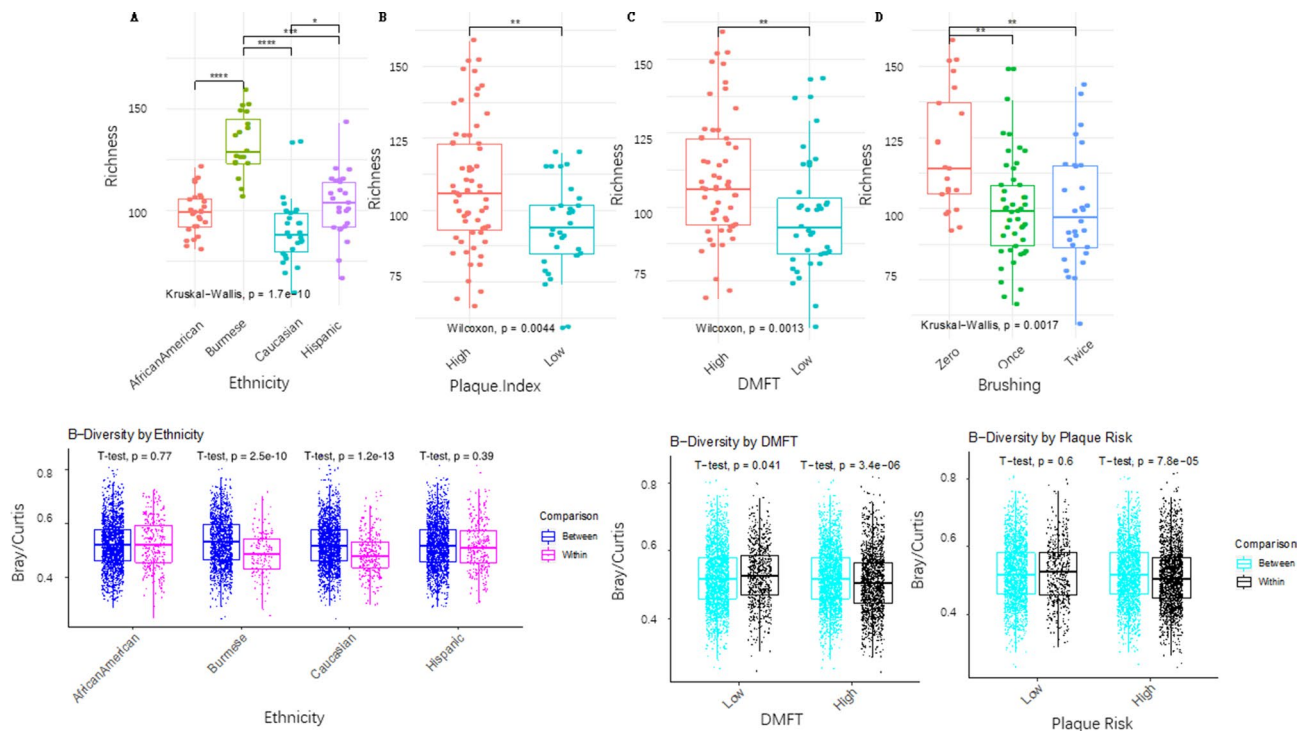 A B C D
* ** ** **
*** **
****
****
Richness Richness Richness Richness
150 150 150 150
125 125 125
100 100 100 100
75 75 75
Kruskal-Wallis, p = 1.7e-10
Wilcoxon, p = 0.0044
Wilcoxon, p = 0.0013
Kruskal-Wallis, p = 0.0017
AfricanAmerican Burmese Caucasian Hispanic
High Low
High Low
Zero Once Twice
Ethnicity
Plaque.Index
DMFT
Brushing
B-Diversity by Ethnicity
T-test, p = 0.77 T-test, p = 2.5e-10 T-test, p = 1.2e-13 T-test, p = 0.39
Bray/Curtis
0.8
0.6
0.4
AfricanAmerican Burmese Caucasian Hispanic
Ethnicity
Comparison
Between
Within
B-Diversity by DMFT
T-test, p = 0.041 T-test, p = 3.4e-06
Bray/Curtis
0.8
0.6
0.4
Low High
DMFT
B-Diversity by Plaque Risk
T-test, p = 0.6 T-test, p = 7.8e-05
Bray/Curtis
0.8
0.6
0.4
Low High
Plaque Risk
Comparison
Between
Within